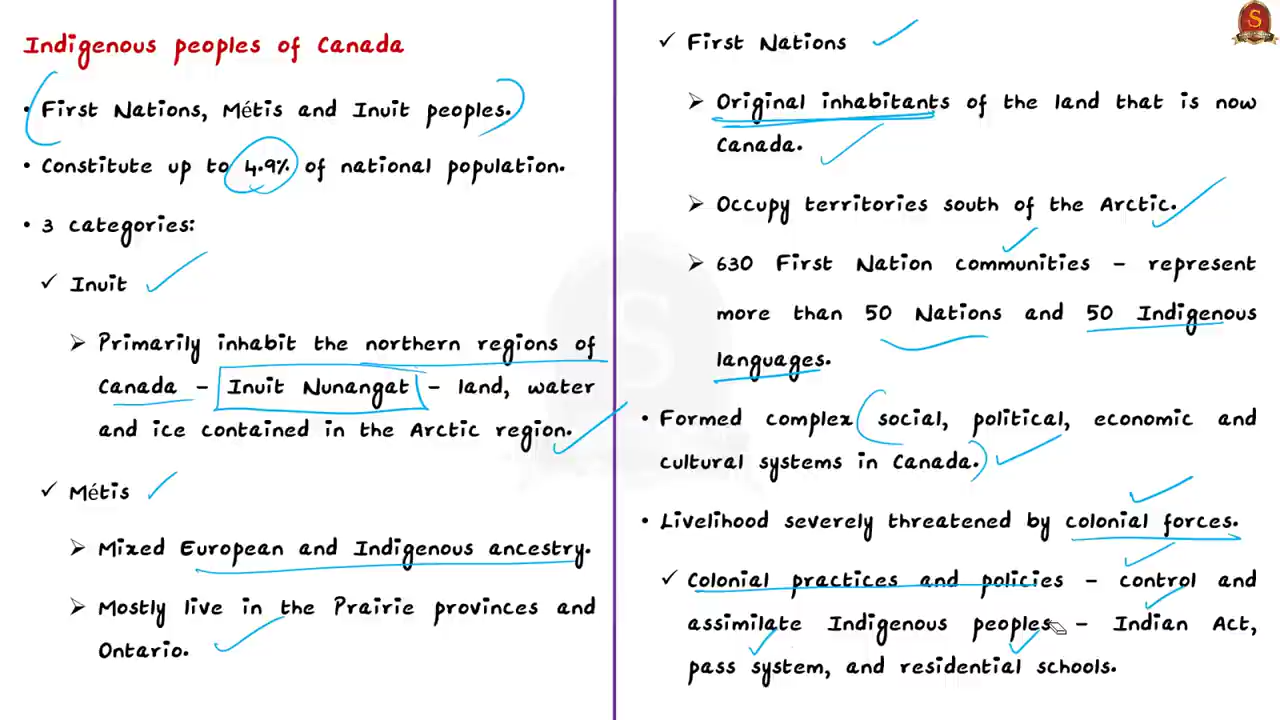 Indigenous peoples of Canada
• First Nations, Métis and Inuit peoples.
• Constitute up to 4.9% of national population.
• 3 categories:
✓ Inuit
➢ Primarily inhabit the northern regions of
Canada – Inuit Nunangat – land, water
and ice contained in the Arctic region.
✓ Métis
➢ Mixed European and Indigenous ancestry.
➢ Mostly live in the Prairie provinces and
Ontario.
✓ First Nations
➢ Original inhabitants of the land that is now
Canada.
➢ Occupy territories south of the Arctic.
➢ 630 First Nation communities – represent
more than 50 Nations and 50 Indigenous
languages.
• Formed complex social, political, economic and
cultural systems in Canada.
• Livelihood severely threatened by colonial forces.
✓ Colonial practices and policies – control and
assimilate Indigenous peoples – Indian Act,
pass system, and residential schools.
S
S